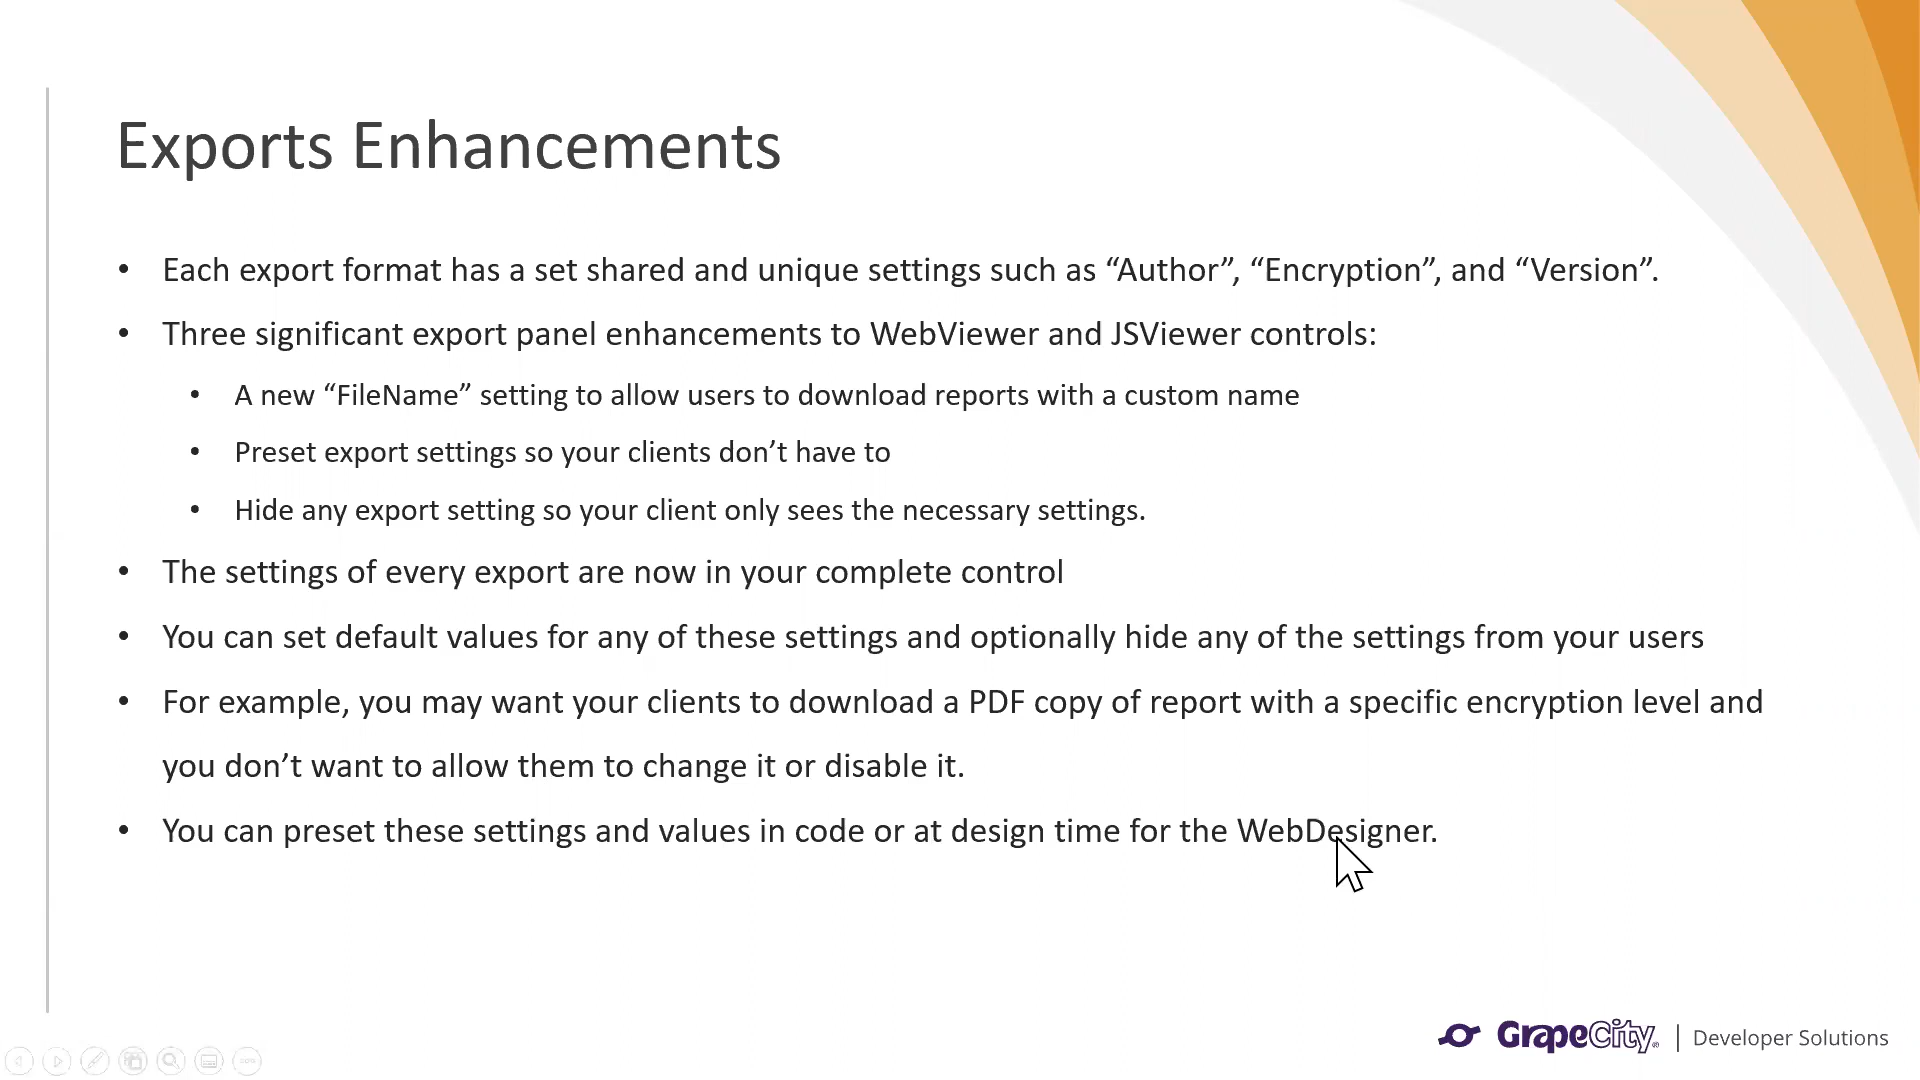 Exports Enhancements
• Each export format has a set shared and unique settings such as “Author”, “Encryption”, and “Version”.
• Three significant export panel enhancements to WebViewer and JSViewer controls:
• A new “FileName” setting to allow users to download reports with a custom name
• Preset export settings so your clients don’t have to
• Hide any export setting so your client only sees the necessary settings.
• The settings of every export are now in your complete control
• You can set default values for any of these settings and optionally hide any of the settings from your users
• For example, you may want your clients to download a PDF copy of report with a specific encryption level and
you don’t want to allow them to change it or disable it.
• You can preset these settings and values in code or at design time for the WebDesigner.
GrapeCity® | Developer Solutions